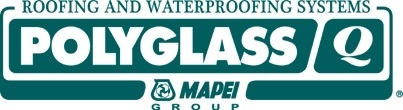 ROOFING AND WATERPROOFING SYSTEMS
POLYGLASS Q
MAPEI
GROUP ®